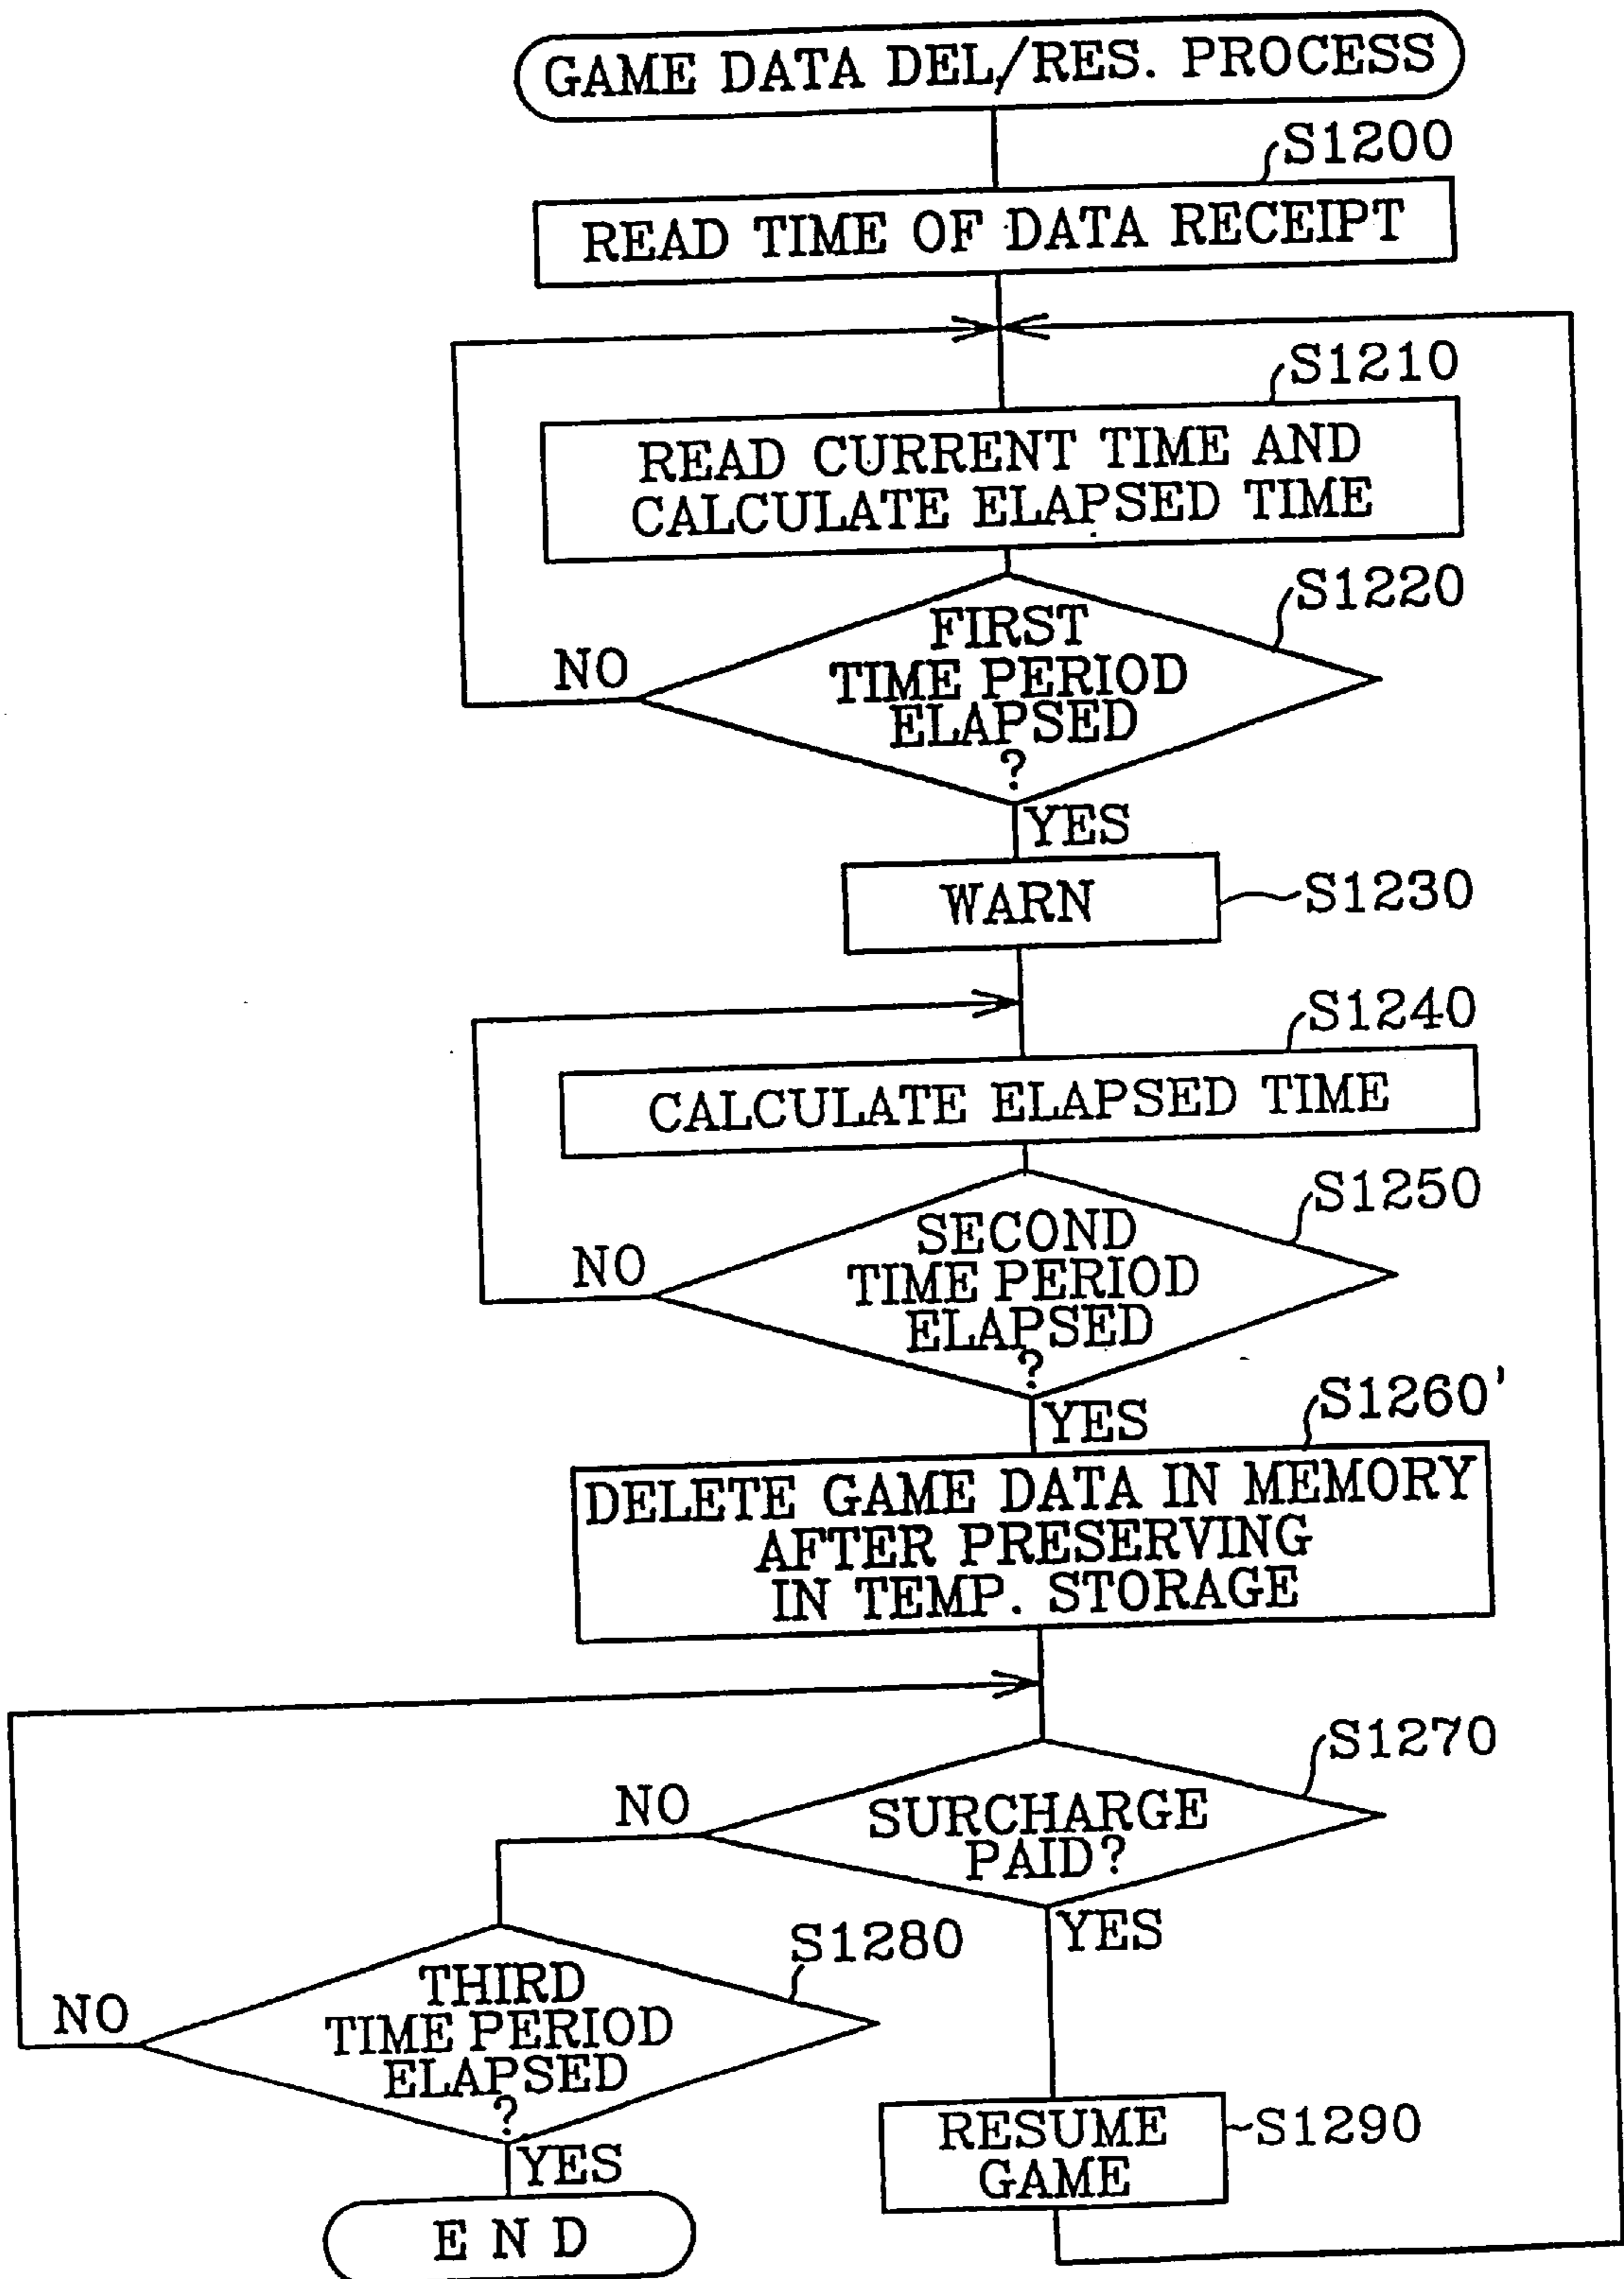 GAME DATA DEL/RES. PROCESS
S1200
READ TIME OF DATA RECEIPT
S1210
READ CURRENT TIME AND
CALCULATE ELAPSED TIME
S1220
FIRST
TIME PERIOD
ELAPSED
?
NO
YES
WARN
S1230
S1240
CALCULATE ELAPSED TIME
S1250
SECOND
TIME PERIOD
ELAPSED
?
NO
YES
S1260'
DELETE GAME DATA IN MEMORY
AFTER PRESERVING
IN TEMP. STORAGE
S1270
SURCHARGE
PAID?
NO
YES
S1280
THIRD
TIME PERIOD
ELAPSED
?
NO
YES
RESUME
GAME
S1290
END